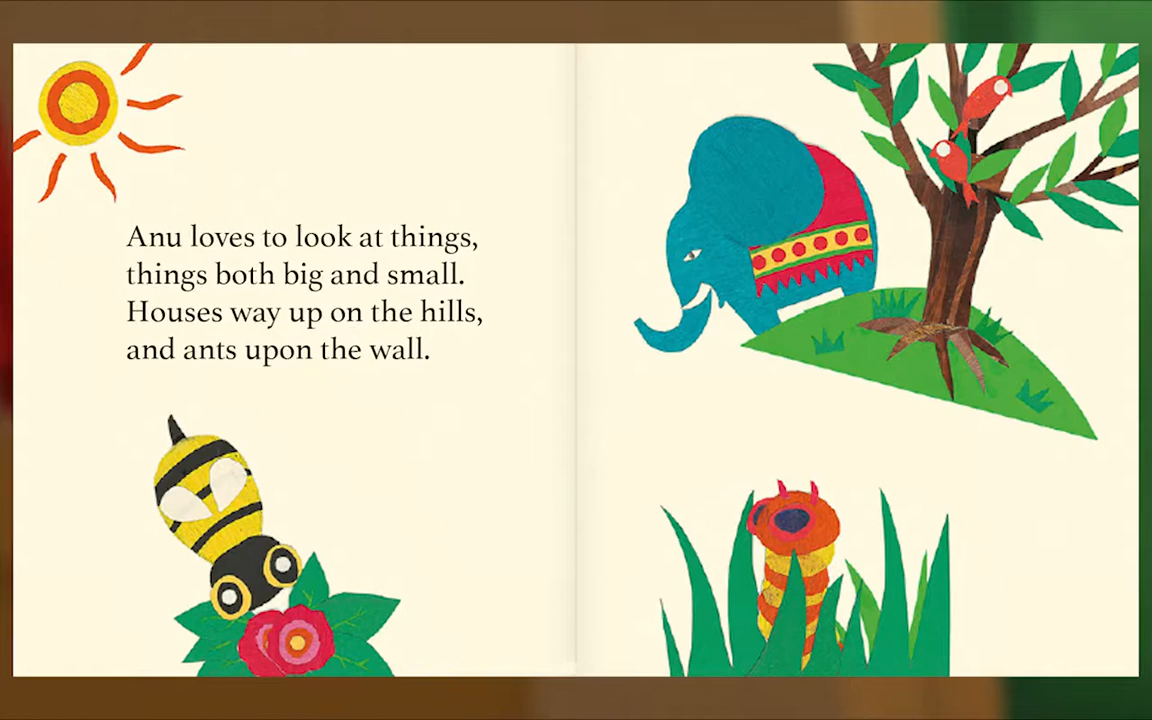 Anu loves to look at things,
things both big and small.
Houses way up on the hills,
and ants upon the wall.